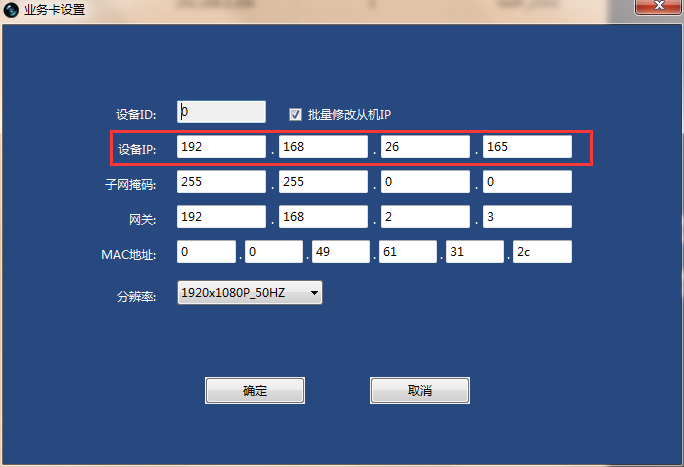 业务卡设置
设备ID: 0 批量修改从机IP
设备IP: 192 . 168 . 26 . 165
子网掩码: 255 . 255 . 0 . 0
网关: 192 . 168 . 2 . 3
MAC地址: 0 . 0 . 49 . 61 . 31 . 2c
分辨率: 1920x1080P_50HZ
确定 取消